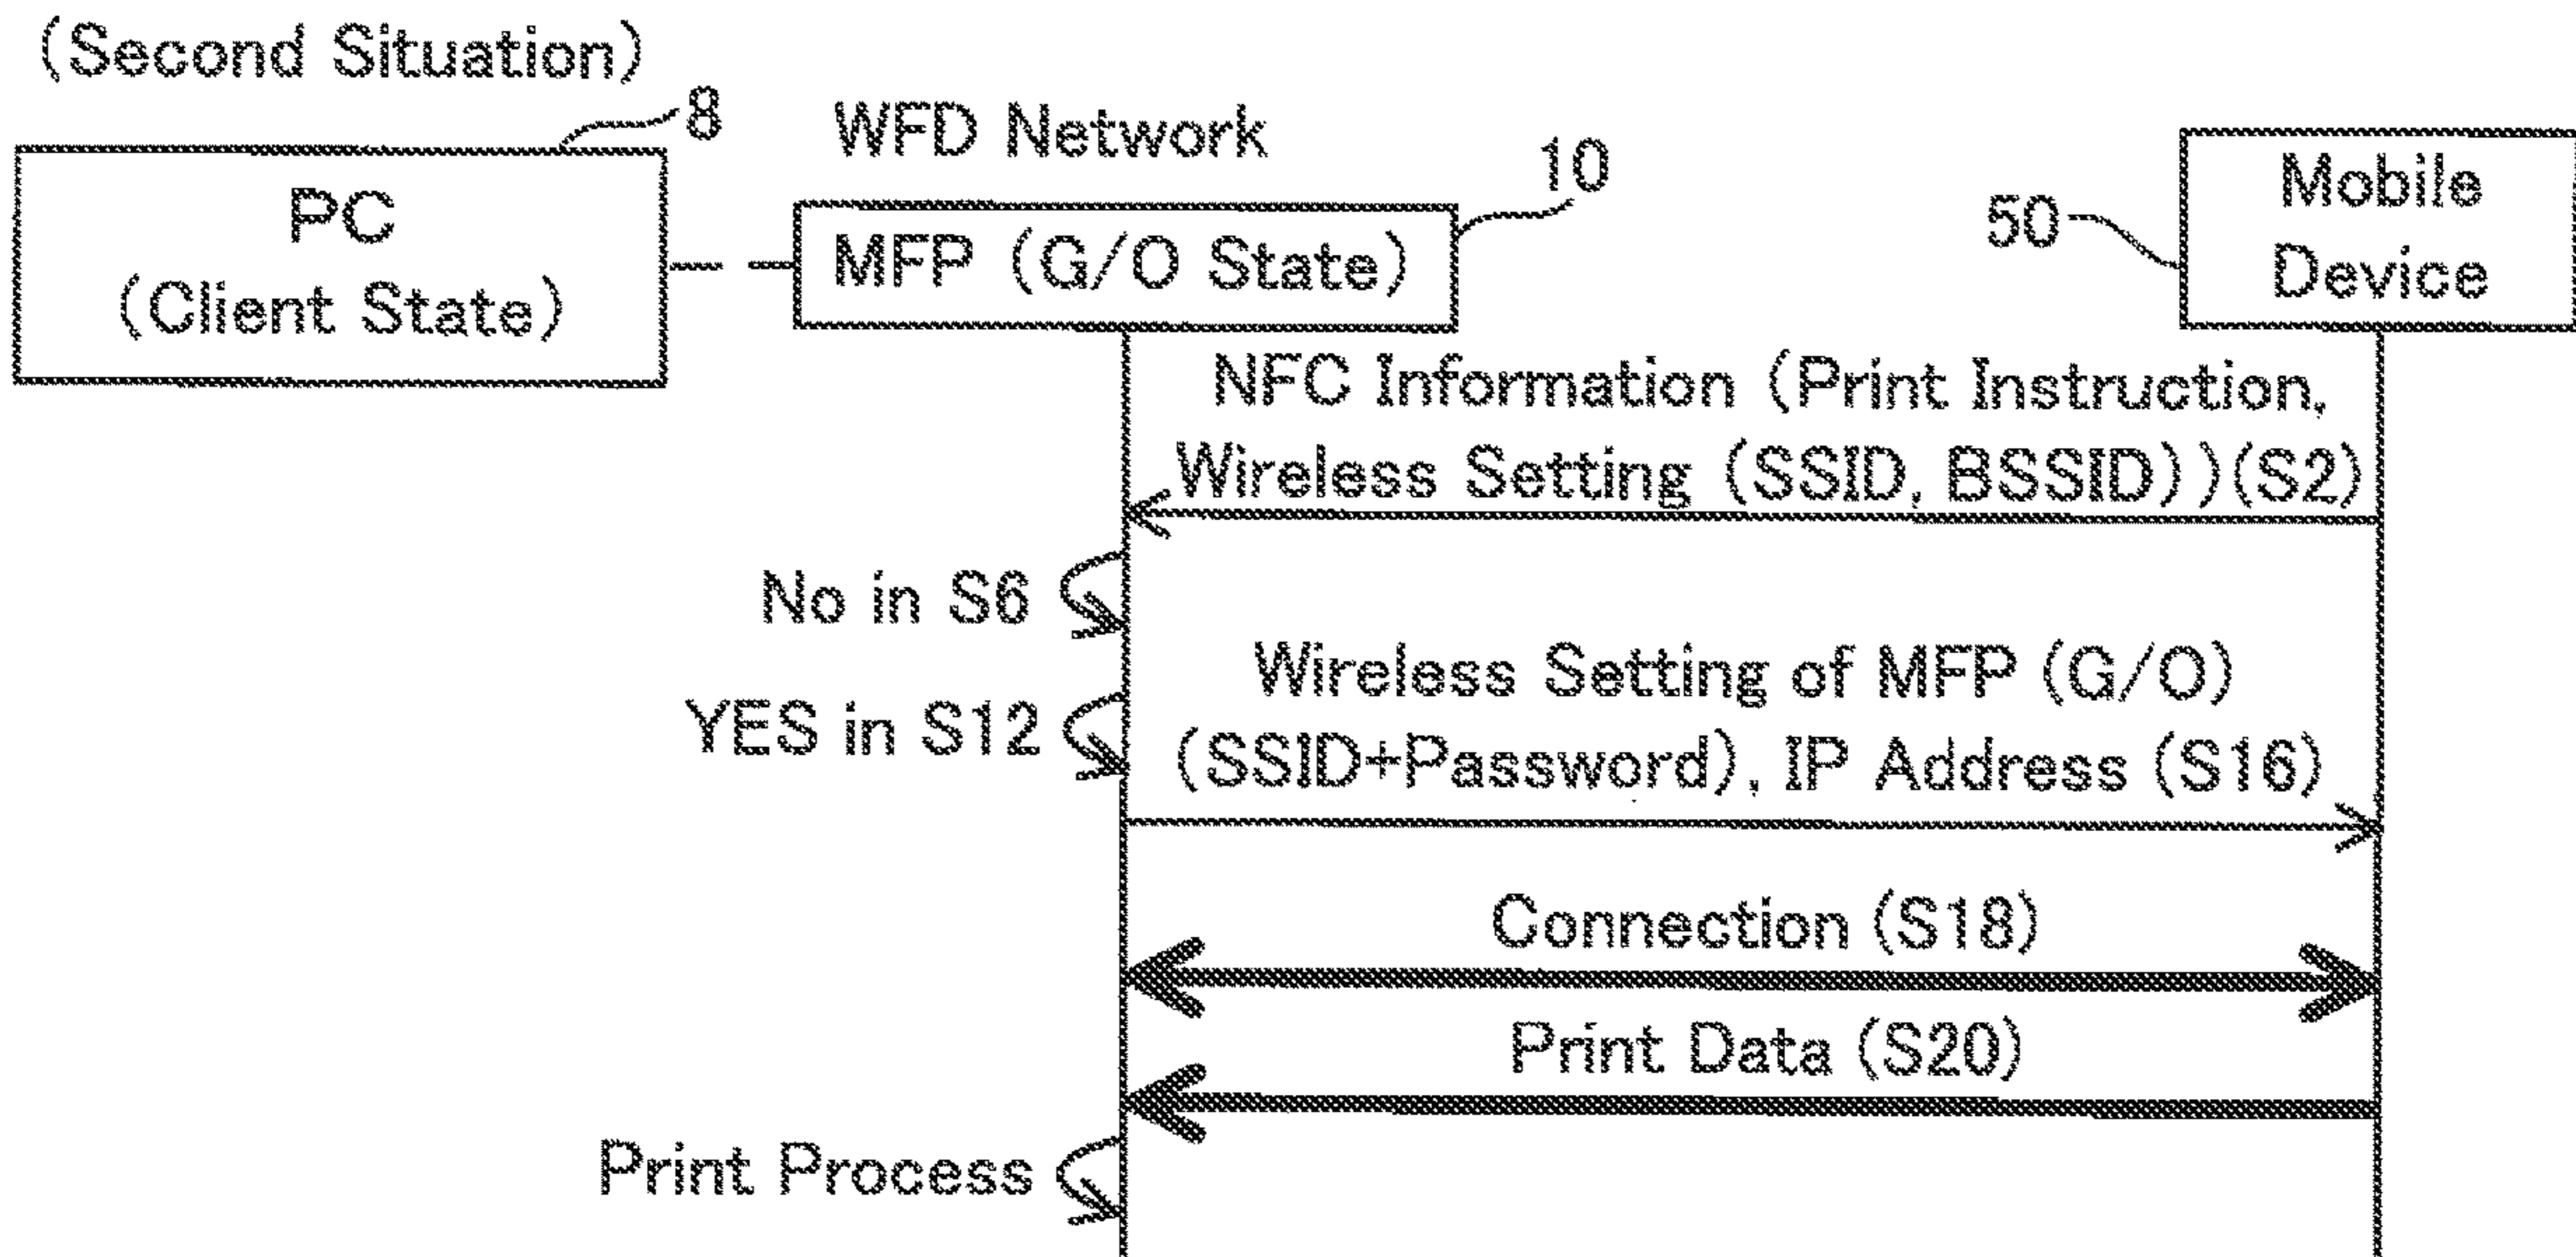 (Second Situation)
8
PC
(Client State)
WFD Network
10
MFP (G/O State)
50
Mobile
Device
NFC Information (Print Instruction,
Wireless Setting (SSID, BSSID))(S2)
No in S6
YES in S12
Wireless Setting of MFP (G/O)
(SSID+Password), IP Address (S16)
Connection (S18)
Print Data (S20)
Print Process